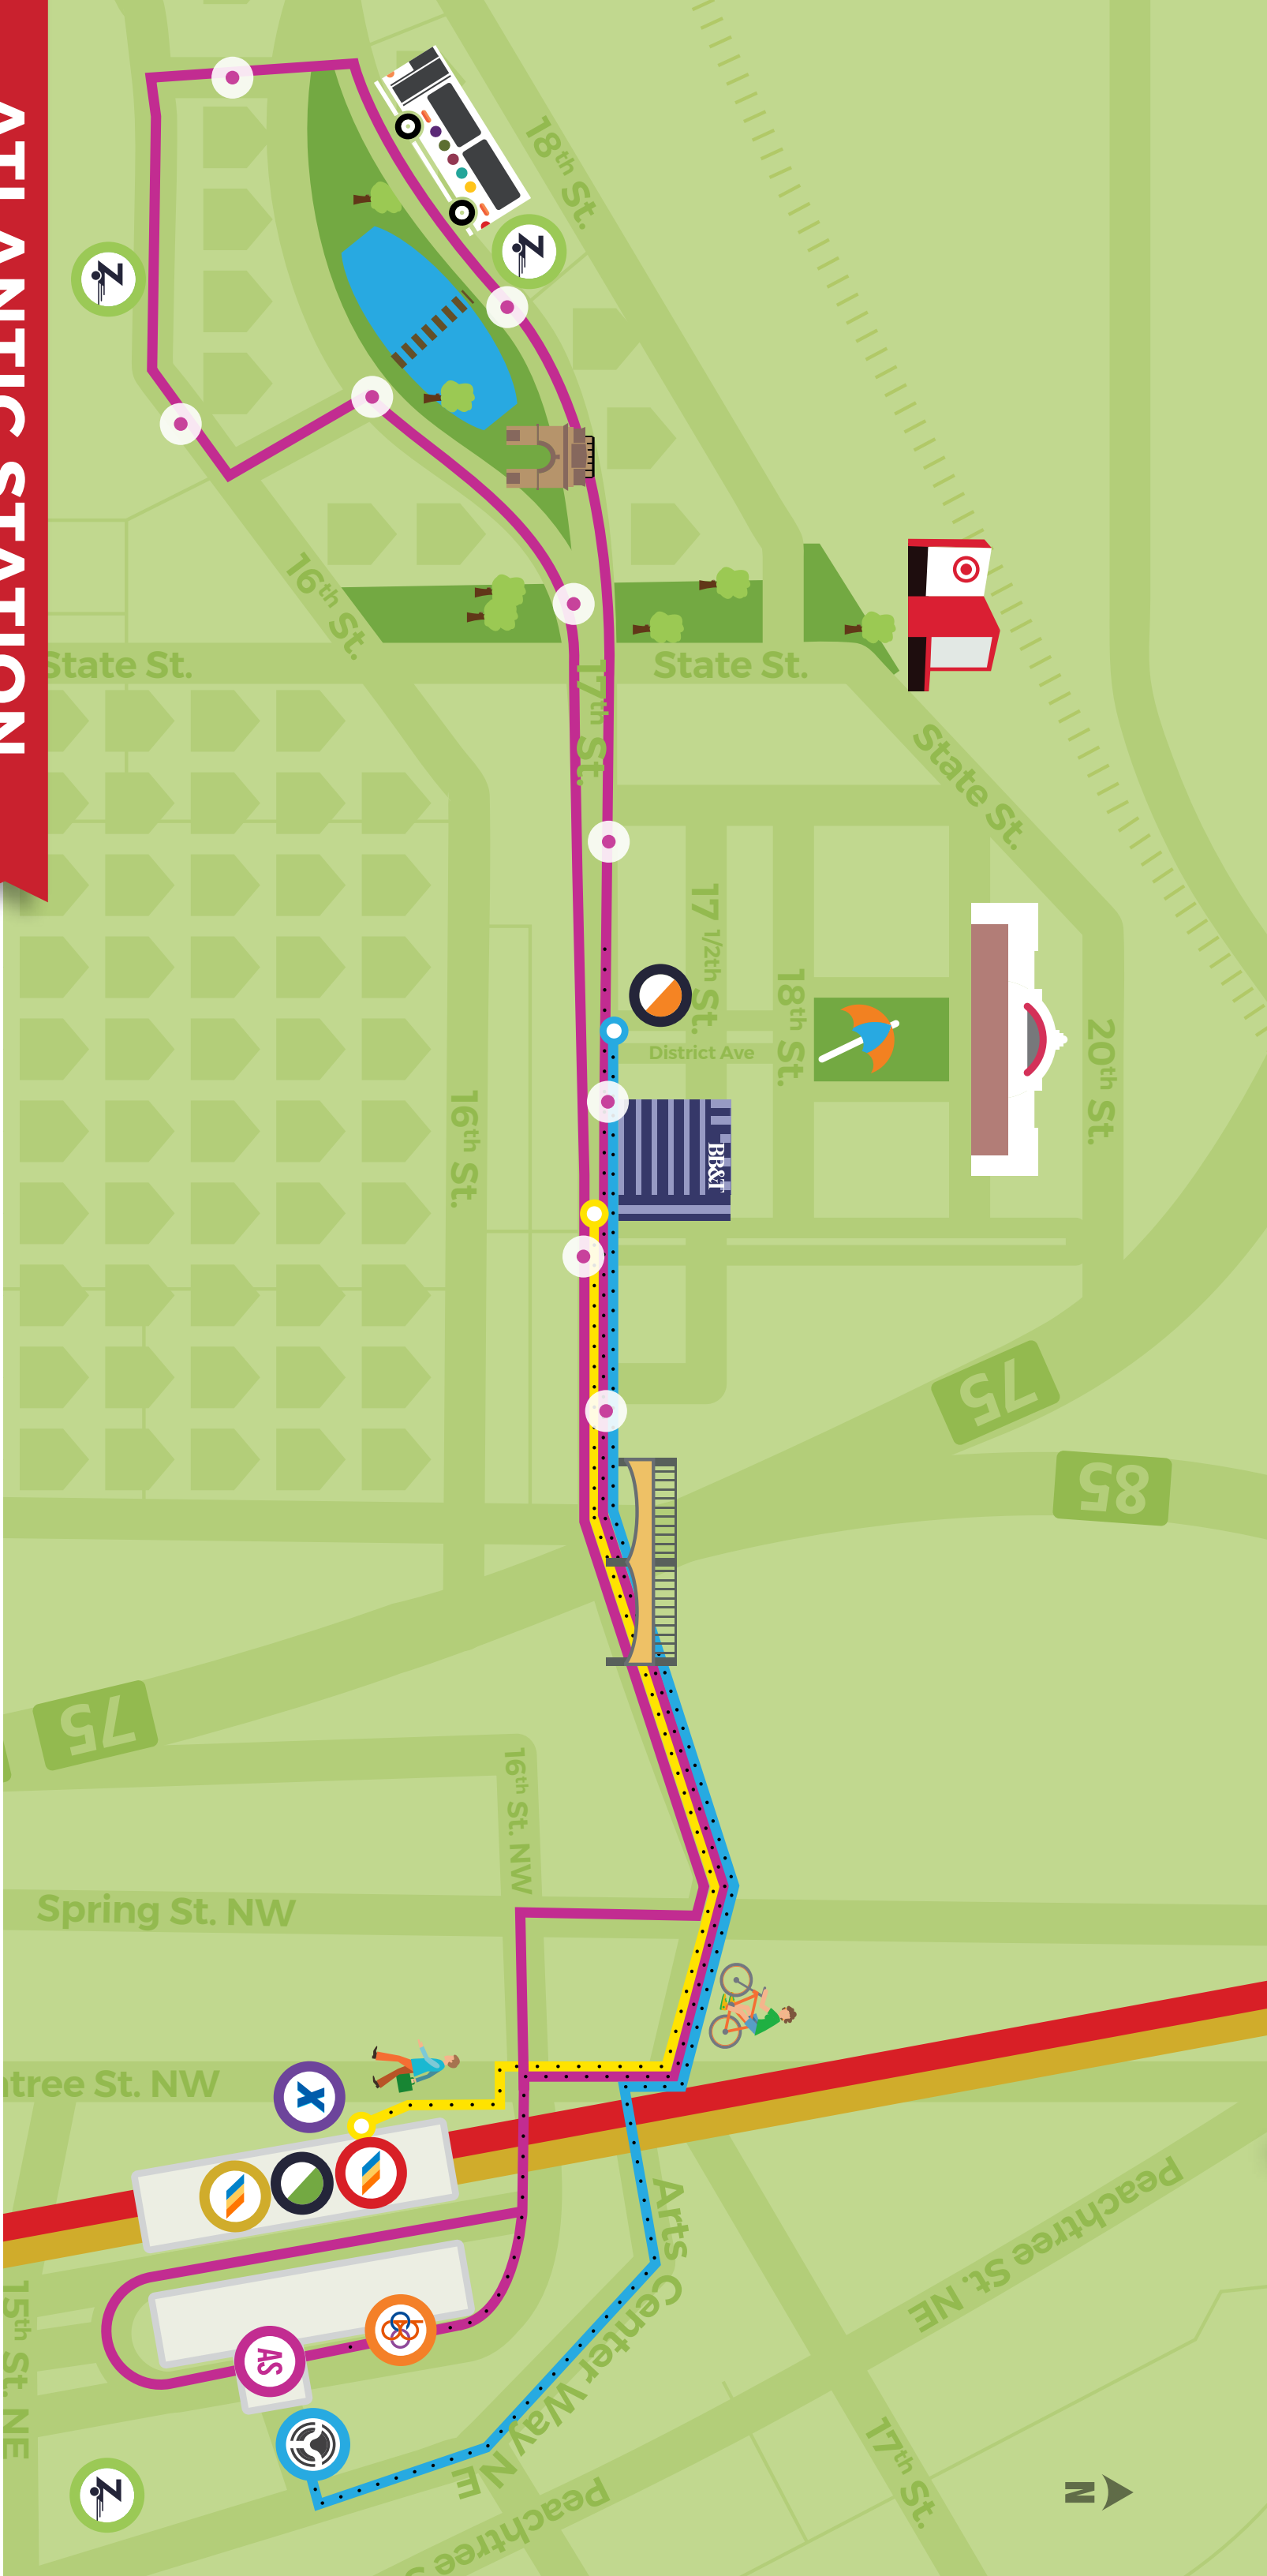 ATLANTIC STATION
18th St.
16th St.
State St.
State St.
17th St.
State St.
17 1/2th St.
18th St.
District Ave
20th St.
16th St.
BB&T
75
85
75
16th St. NW
Spring St. NW
tree St. NW
Arts Center Way NE
Peachtree St. NE
15th St. NE
AS
17th St.
Peachtree S
N